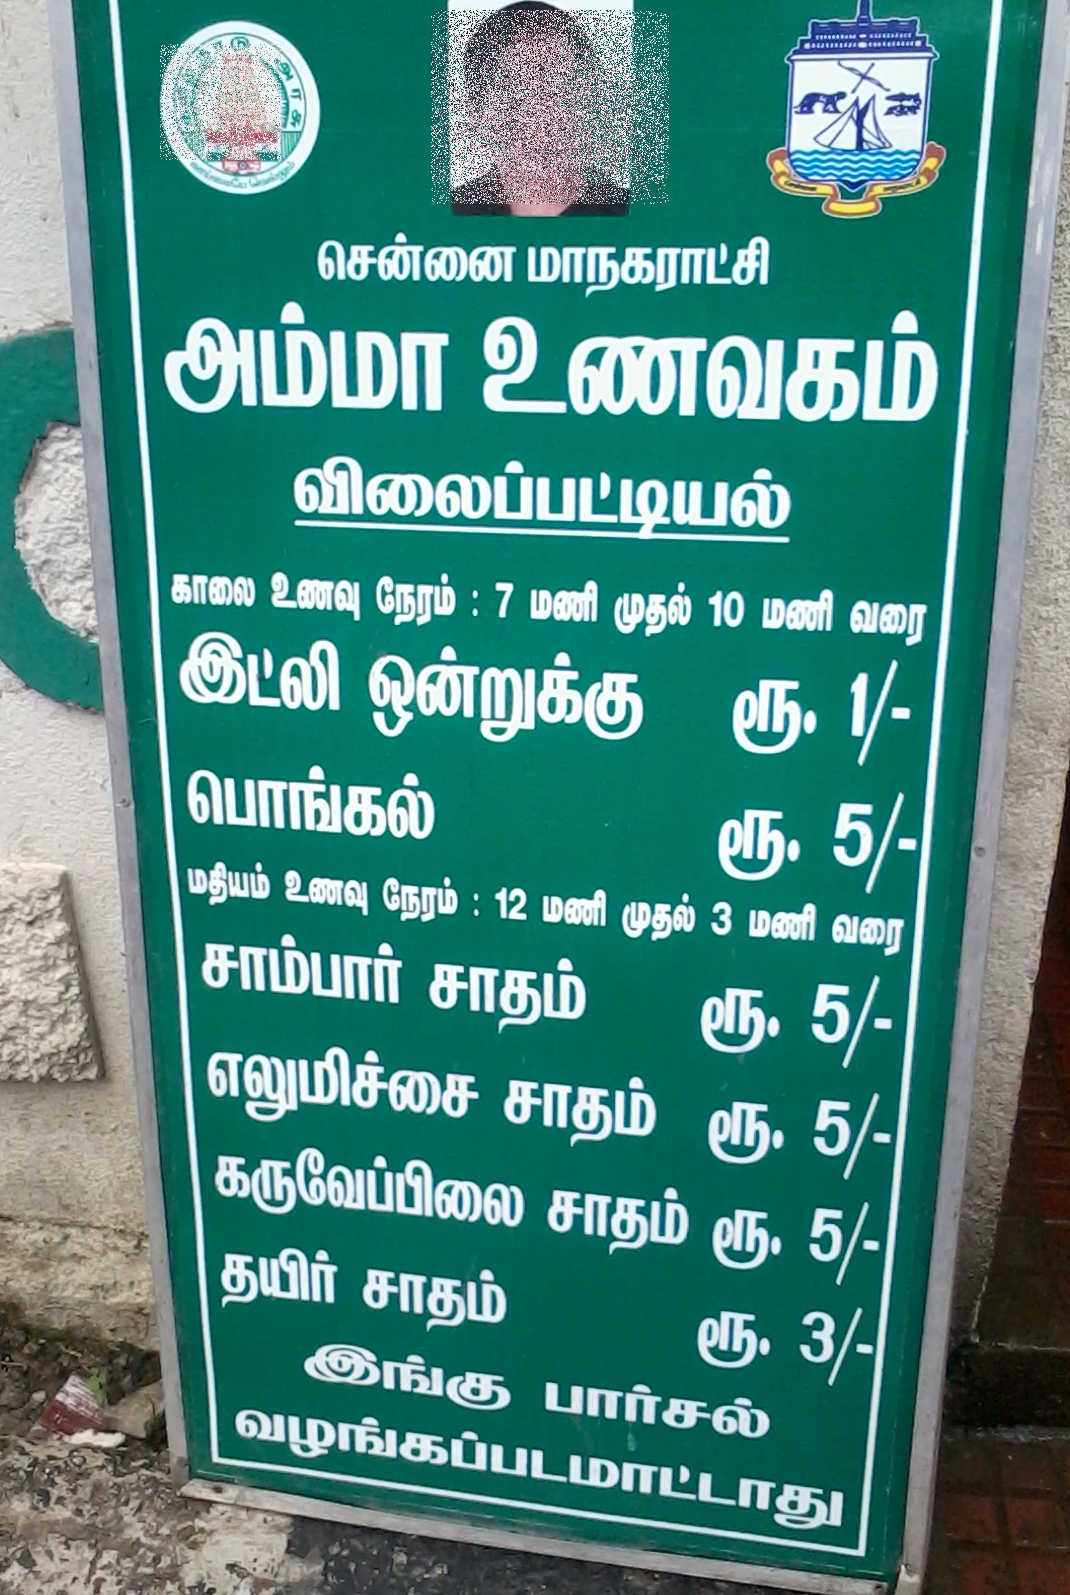 சென்னை மாநகராட்சி
அம்மா உணவகம்
விலைப்பட்டியல்
காலை உணவு நேரம் : 7 மணி முதல் 10 மணி வரை
இட்லி ஒன்றுக்கு ரூ. 1/-
பொங்கல் ரூ. 5/-
மதியம் உணவு நேரம் : 12 மணி முதல் 3 மணி வரை
சாம்பார் சாதம் ரூ. 5/-
எலுமிச்சை சாதம் ரூ. 5/-
கருவேப்பிலை சாதம் ரூ. 5/-
தயிர் சாதம் ரூ. 3/-
இங்கு பார்சல்
வழங்கப்படமாட்டாது